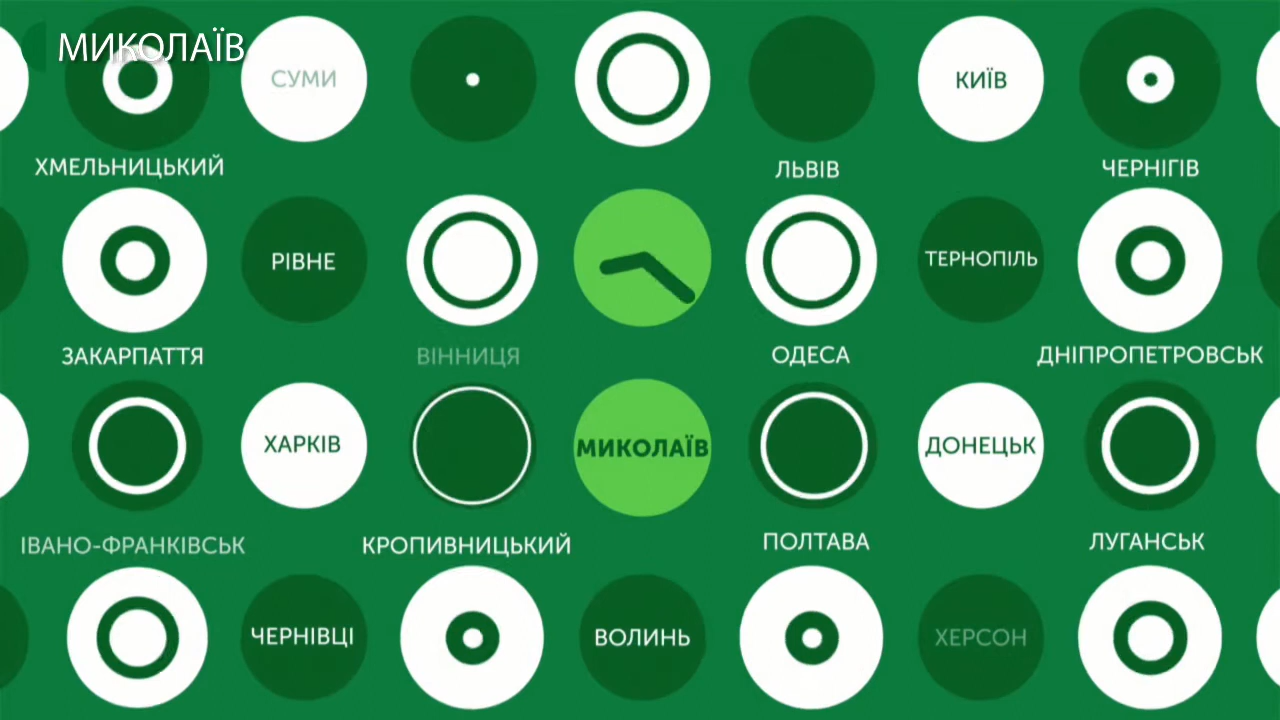 МИКОЛАЇВ
СУМИ
КИЇВ
ХМЕЛЬНИЦЬКИЙ
ЛЬВІВ
ЧЕРНІГІВ
РІВНЕ
ТЕРНОПІЛЬ
ЗАКАРПАТТЯ
ВІННИЦЯ
ОДЕСА
ДНІПРОПЕТРОВСЬК
ХАРКІВ
МИКОЛАЇВ
ДОНЕЦЬК
ІВАНО-ФРАНКІВСЬК
КРОПИВНИЦЬКИЙ
ПОЛТАВА
ЛУГАНСЬК
ЧЕРНІВЦІ
ВОЛИНЬ
ХЕРСОН